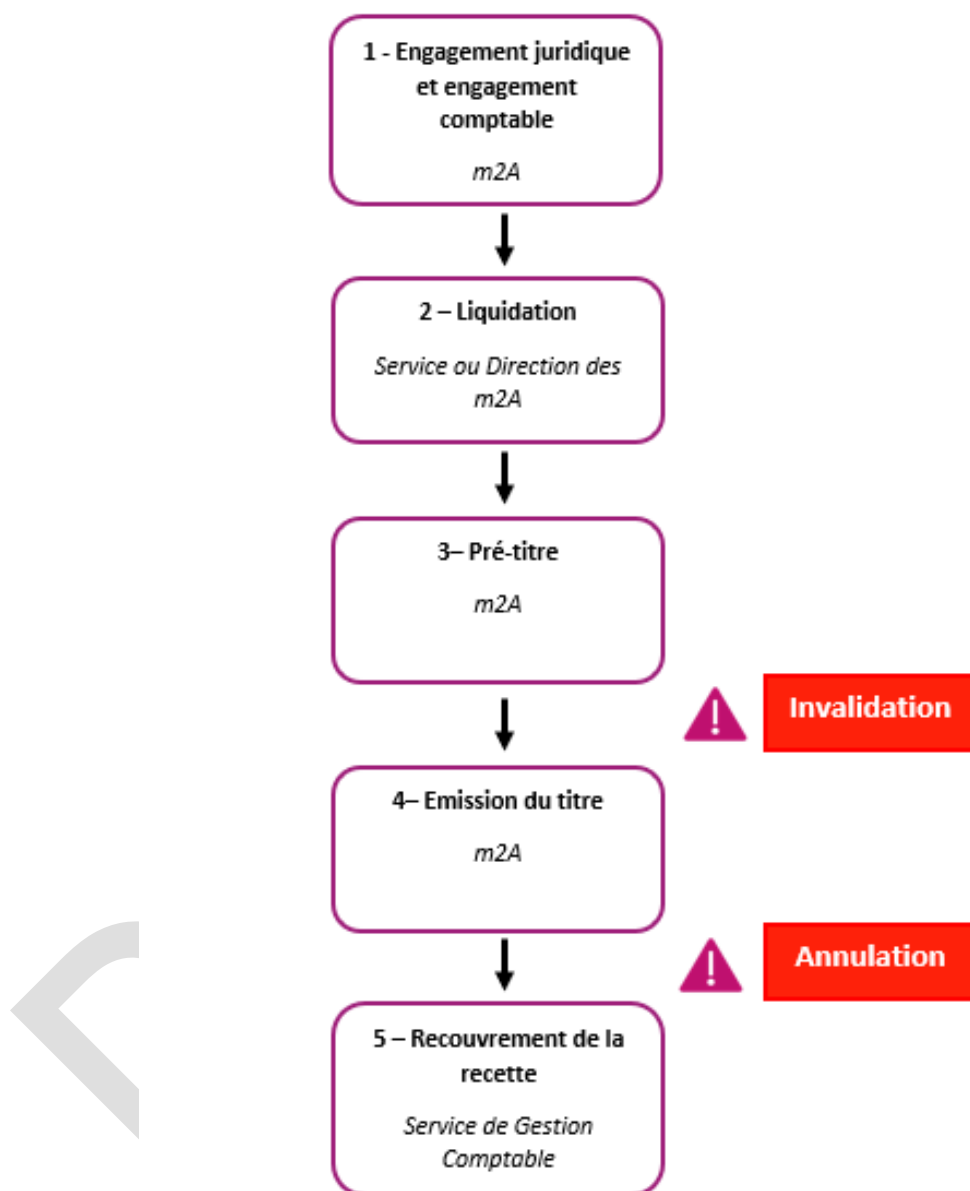 1 - Engagement juridique
et engagement
comptable
m2A
2 – Liquidation
Service ou Direction des
m2A
3– Pré-titre
m2A
Invalidation
4– Emission du titre
m2A
Annulation
5 – Recouvrement de la
recette
Service de Gestion
Comptable